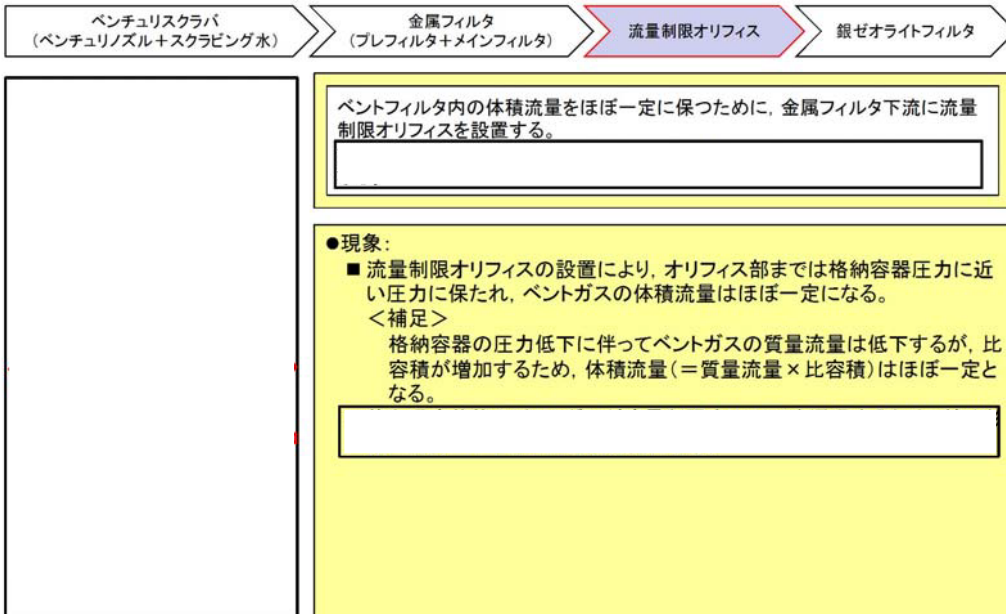 ベンチュリスクラバ
(ベンチュリノズル＋スクラビング水)
金属フィルタ
(プレフィルタ＋メインフィルタ)
流量制限オリフィス
銀ゼオライトフィルタ
ベントフィルタ内の体積流量をほぼ一定に保つために，金属フィルタ下流に流量
制限オリフィスを設置する。
●現象：
■ 流量制限オリフィスの設置により，オリフィス部までは格納容器圧力に近
い圧力に保たれ，ベントガスの体積流量はほぼ一定になる。
＜補足＞
格納容器の圧力低下に伴ってベントガスの質量流量は低下するが，比
容積が増加するため，体積流量(＝質量流量×比容積)はほぼ一定と
なる。